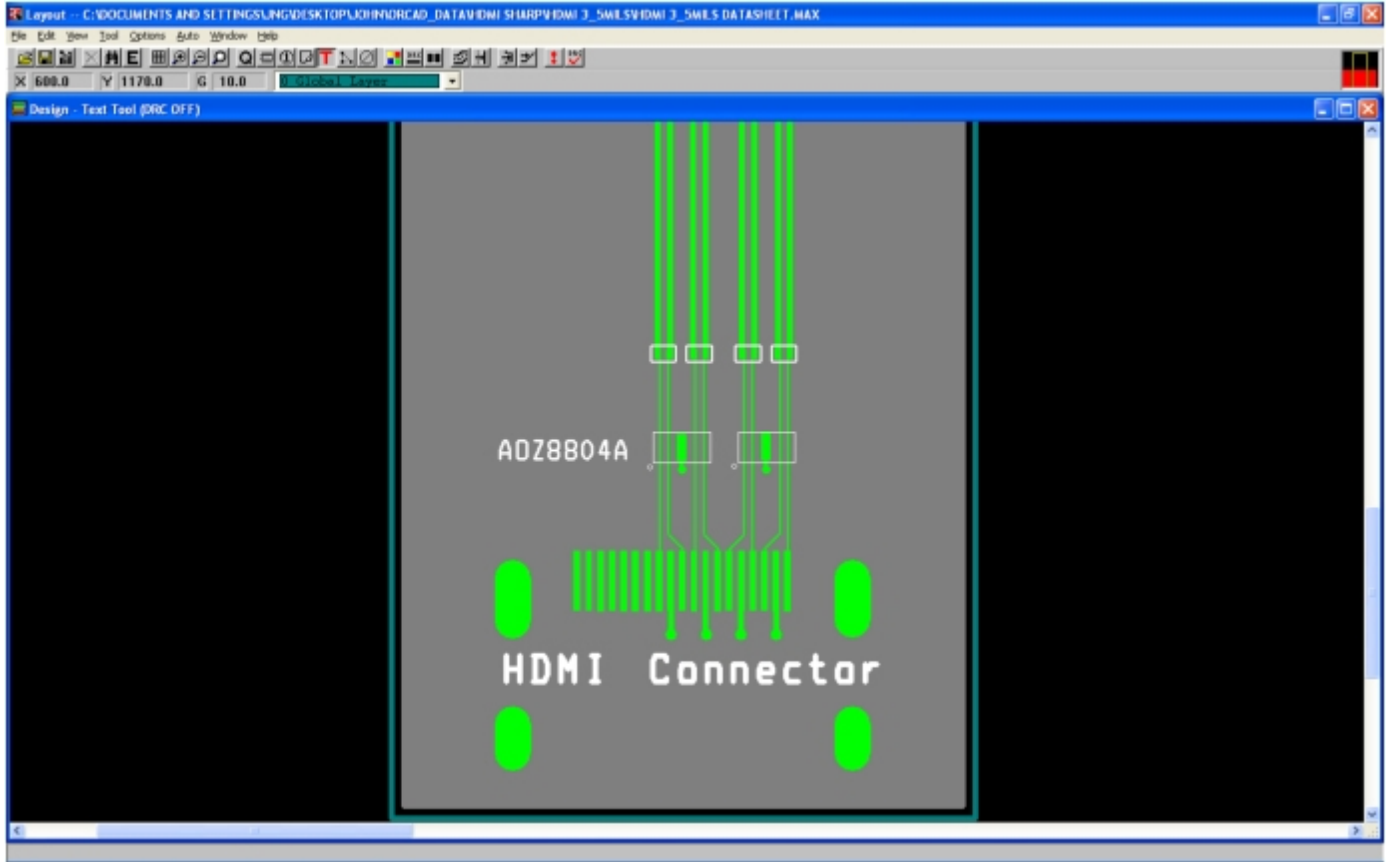 Layout -- C:\DOCUMENTS AND SETTINGS\JNG\DESKTOP\JOHN\ORCAD_DATA\HDMI SHARP\HDMI 3_5MILS\HDMI 3_5MILS DATASHEET.MAX
File Edit View Tool Options Auto Window Help
X 600.0 Y 1170.0 G 10.0 0 Global Layer
Design - Text Tool (DRC OFF)
AOZ8804A
HDMI Connector